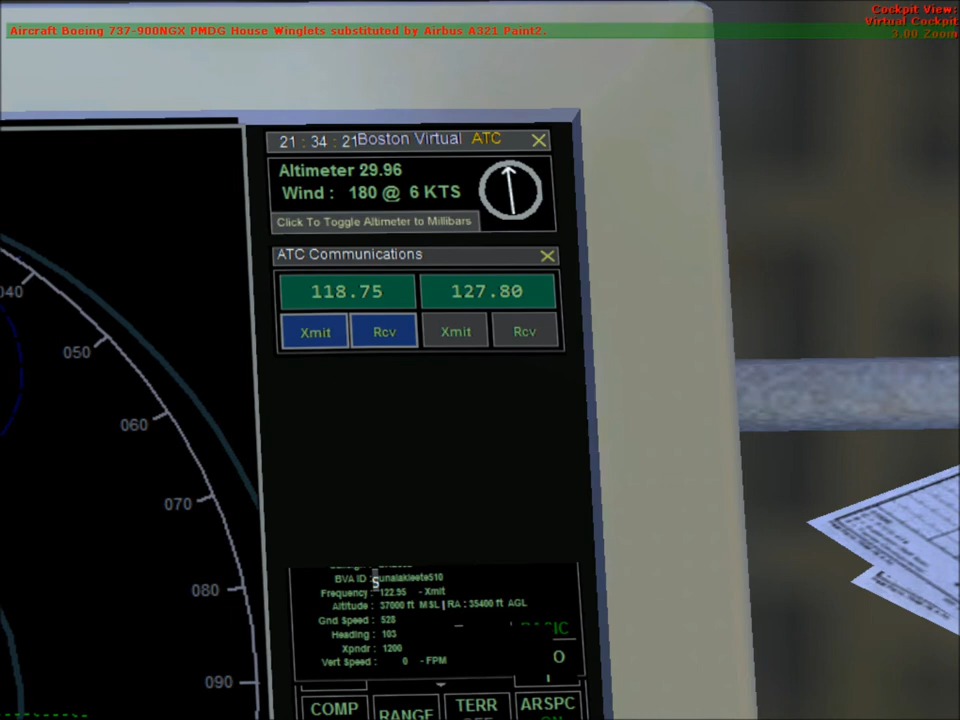 Cockpit View:
Virtual Cockpit
3.00 Zoom
Aircraft Boeing 737-900NGX PMDG House Winglets substituted by Airbus A321 Paint2.
21 : 34 : 21 Boston Virtual ATC
Altimeter 29.96
Wind : 180 @ 6 KTS
Click To Toggle Altimeter to Millibars
ATC Communications
118.75 127.80
Xmit Rcv Xmit Rcv
040
050
060
070
080
090
BVA ID : unalakleete510
S
Frequency : 122.95 - Xmit
Altitude : 37000 ft MSL | RA : 35400 ft AGL
Gnd Speed : 528
Heading : 103
Xpndr : 1200
Vert Speed : 0 - FPM
O
COMP RANGE TERR ARSPC